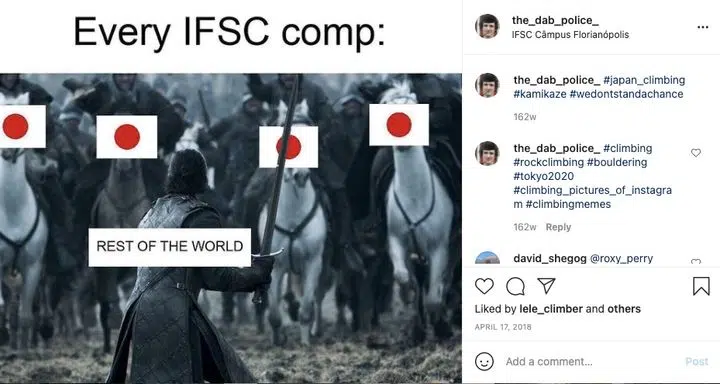 Every IFSC comp:
REST OF THE WORLD
the_dab_police_
IFSC Câmpus Florianópolis
the_dab_police_ #japan_climbing
#kamikaze #wedontstandachance
162w
the_dab_police_ #climbing
#rockclimbing #bouldering
#tokyo2020
#climbing_pictures_of_instagra
m #climbingmemes
162w Reply
david_shegog @roxy_perry
Liked by lele_climber and others
APRIL 17, 2018
Add a comment... Post